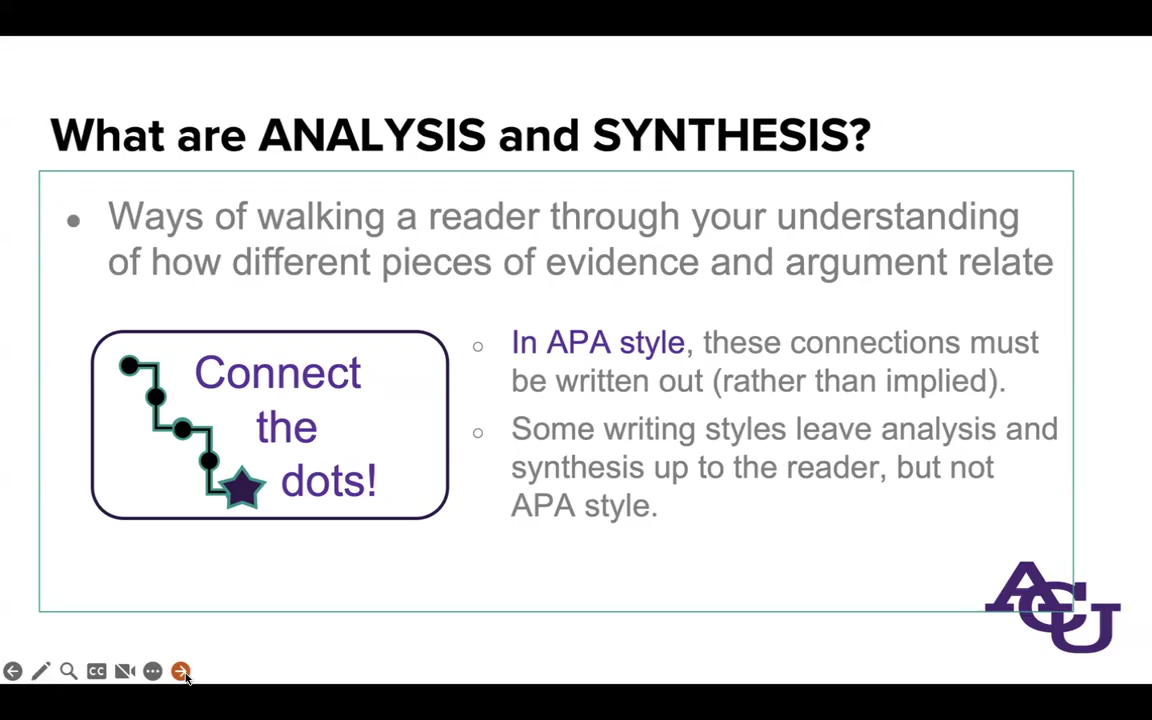 What are ANALYSIS and SYNTHESIS?
● Ways of walking a reader through your understanding
of how different pieces of evidence and argument relate
Connect
the
dots!
○ In APA style, these connections must
be written out (rather than implied).
○ Some writing styles leave analysis and
synthesis up to the reader, but not
APA style.
ACU
CC